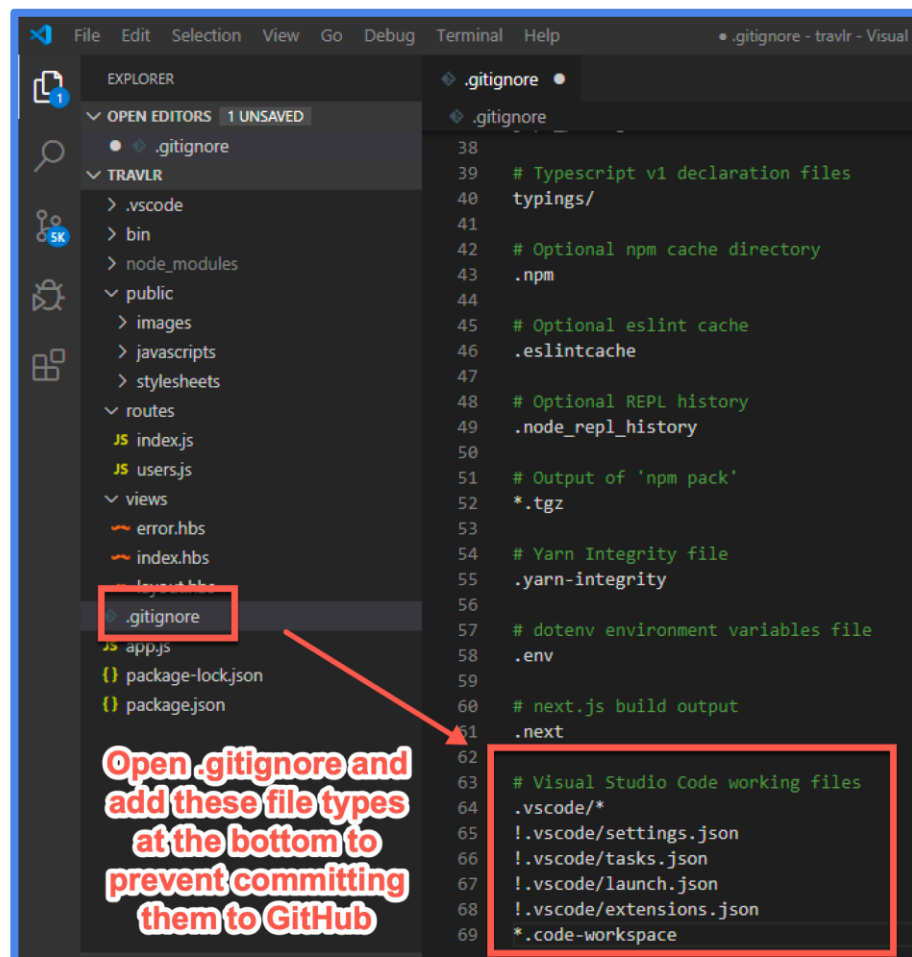 File Edit Selection View Go Debug Terminal Help ● .gitignore - travlr - Visual
EXPLORER
OPEN EDITORS 1 UNSAVED
● .gitignore
TRAVLR
> .vscode
> bin
> node_modules
public
> images
> javascripts
> stylesheets
routes
JS index.js
JS users.js
views
error.hbs
index.hbs
layout.hbs
.gitignore
JS app.js
{} package-lock.json
{} package.json
1
5K
Open .gitignore and
add these file types
at the bottom to
prevent committing
them to GitHub
.gitignore ●
.gitignore
38
39 # Typescript v1 declaration files
40 typings/
41
42 # Optional npm cache directory
43 .npm
44
45 # Optional eslint cache
46 .eslintcache
47
48 # Optional REPL history
49 .node_repl_history
50
51 # Output of 'npm pack'
52 *.tgz
53
54 # Yarn Integrity file
55 .yarn-integrity
56
57 # dotenv environment variables file
58 .env
59
60 # next.js build output
61 .next
62
63 # Visual Studio Code working files
64 .vscode/*
65 !.vscode/settings.json
66 !.vscode/tasks.json
67 !.vscode/launch.json
68 !.vscode/extensions.json
69 *.code-workspace